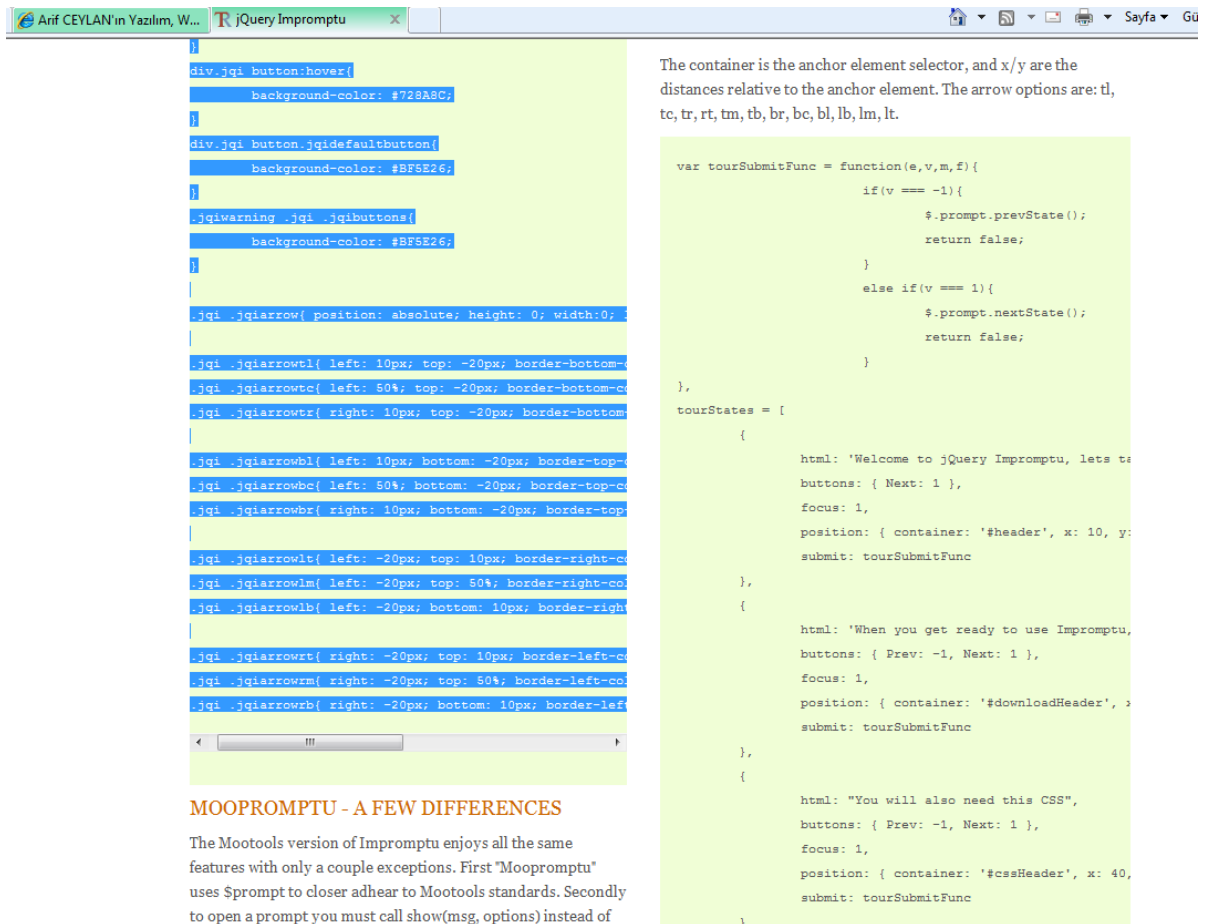 Arif CEYLAN'ın Yazılım, W...
jQuery Impromptu
Sayfa
Gü
}
div.jqi button:hover{
background-color: #728A8C;
}
div.jqi button.jqidefaultbutton{
background-color: #BF5E26;
}
.jqiwarning .jqi .jqibuttons{
background-color: #BF5E26;
}
.jqi .jqiarrow{ position: absolute; height: 0; width:0;
.jqi .jqiarrowtl{ left: 10px; top: -20px; border-bottom-
.jqi .jqiarrowtc{ left: 50%; top: -20px; border-bottom-co
.jqi .jqiarrowtr{ right: 10px; top: -20px; border-bottom-
.jqi .jqiarrowbl{ left: 10px; bottom: -20px; border-top-
.jqi .jqiarrowbc{ left: 50%; bottom: -20px; border-top-co
.jqi .jqiarrowbr{ right: 10px; bottom: -20px; border-top-
.jqi .jqiarrowlt{ left: -20px; top: 10px; border-right-co
.jqi .jqiarrowlm{ left: -20px; top: 50%; border-right-col
.jqi .jqiarrowlb{ left: -20px; bottom: 10px; border-right
.jqi .jqiarrowrt{ right: -20px; top: 10px; border-left-co
.jqi .jqiarrowrm{ right: -20px; top: 50%; border-left-col
.jqi .jqiarrowrb{ right: -20px; bottom: 10px; border-left
MOOPROMPTU - A FEW DIFFERENCES
The Mootools version of Impromptu enjoys all the same
features with only a couple exceptions. First "Moopromptu"
uses $prompt to closer adhear to Mootools standards. Secondly
to open a prompt you must call show(msg, options) instead of
The container is the anchor element selector, and x/y are the
distances relative to the anchor element. The arrow options are: tl,
tc, tr, rt, tm, tb, br, bc, bl, lb, lm, lt.
var tourSubmitFunc = function(e,v,m,f){
if(v === -1){
$.prompt.prevState();
return false;
}
else if(v === 1){
$.prompt.nextState();
return false;
}
},
tourStates = [
{
html: 'Welcome to jQuery Impromptu, lets ta
buttons: { Next: 1 },
focus: 1,
position: { container: '#header', x: 10, y:
submit: tourSubmitFunc
},
{
html: 'When you get ready to use Impromptu,
buttons: { Prev: -1, Next: 1 },
focus: 1,
position: { container: '#downloadHeader', x
submit: tourSubmitFunc
},
{
html: "You will also need this CSS",
buttons: { Prev: -1, Next: 1 },
focus: 1,
position: { container: '#cssHeader', x: 40,
submit: tourSubmitFunc